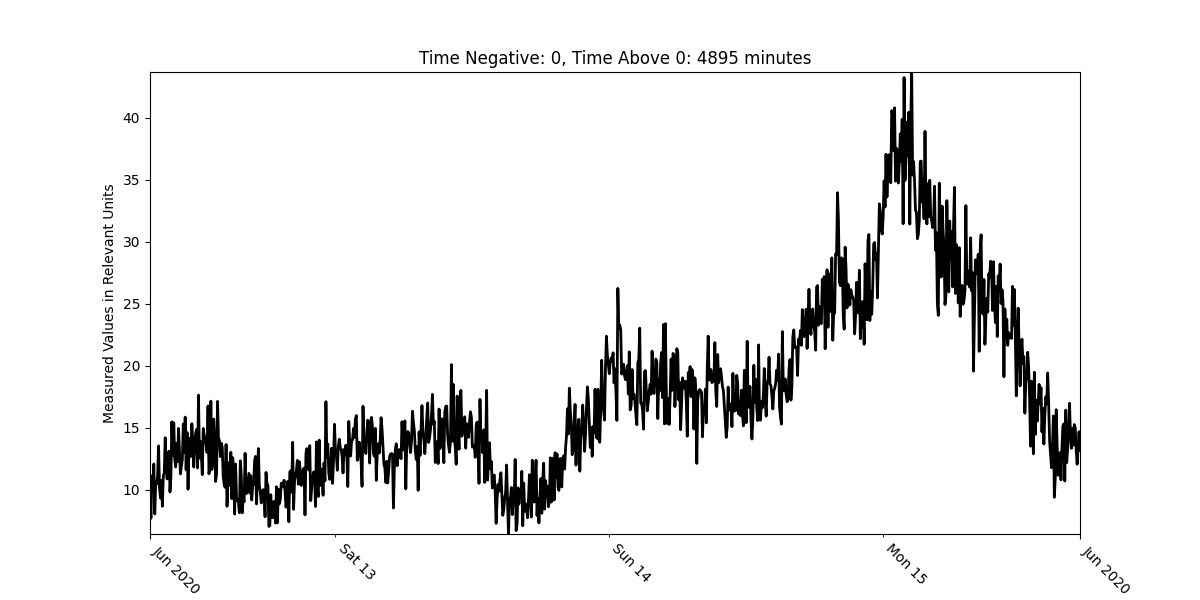 Time Negative: 0, Time Above 0: 4895 minutes
Measured Values in Relevant Units
40
35
30
25
20
15
10
Jun 2020
Sat 13
Sun 14
Mon 15
Jun 2020